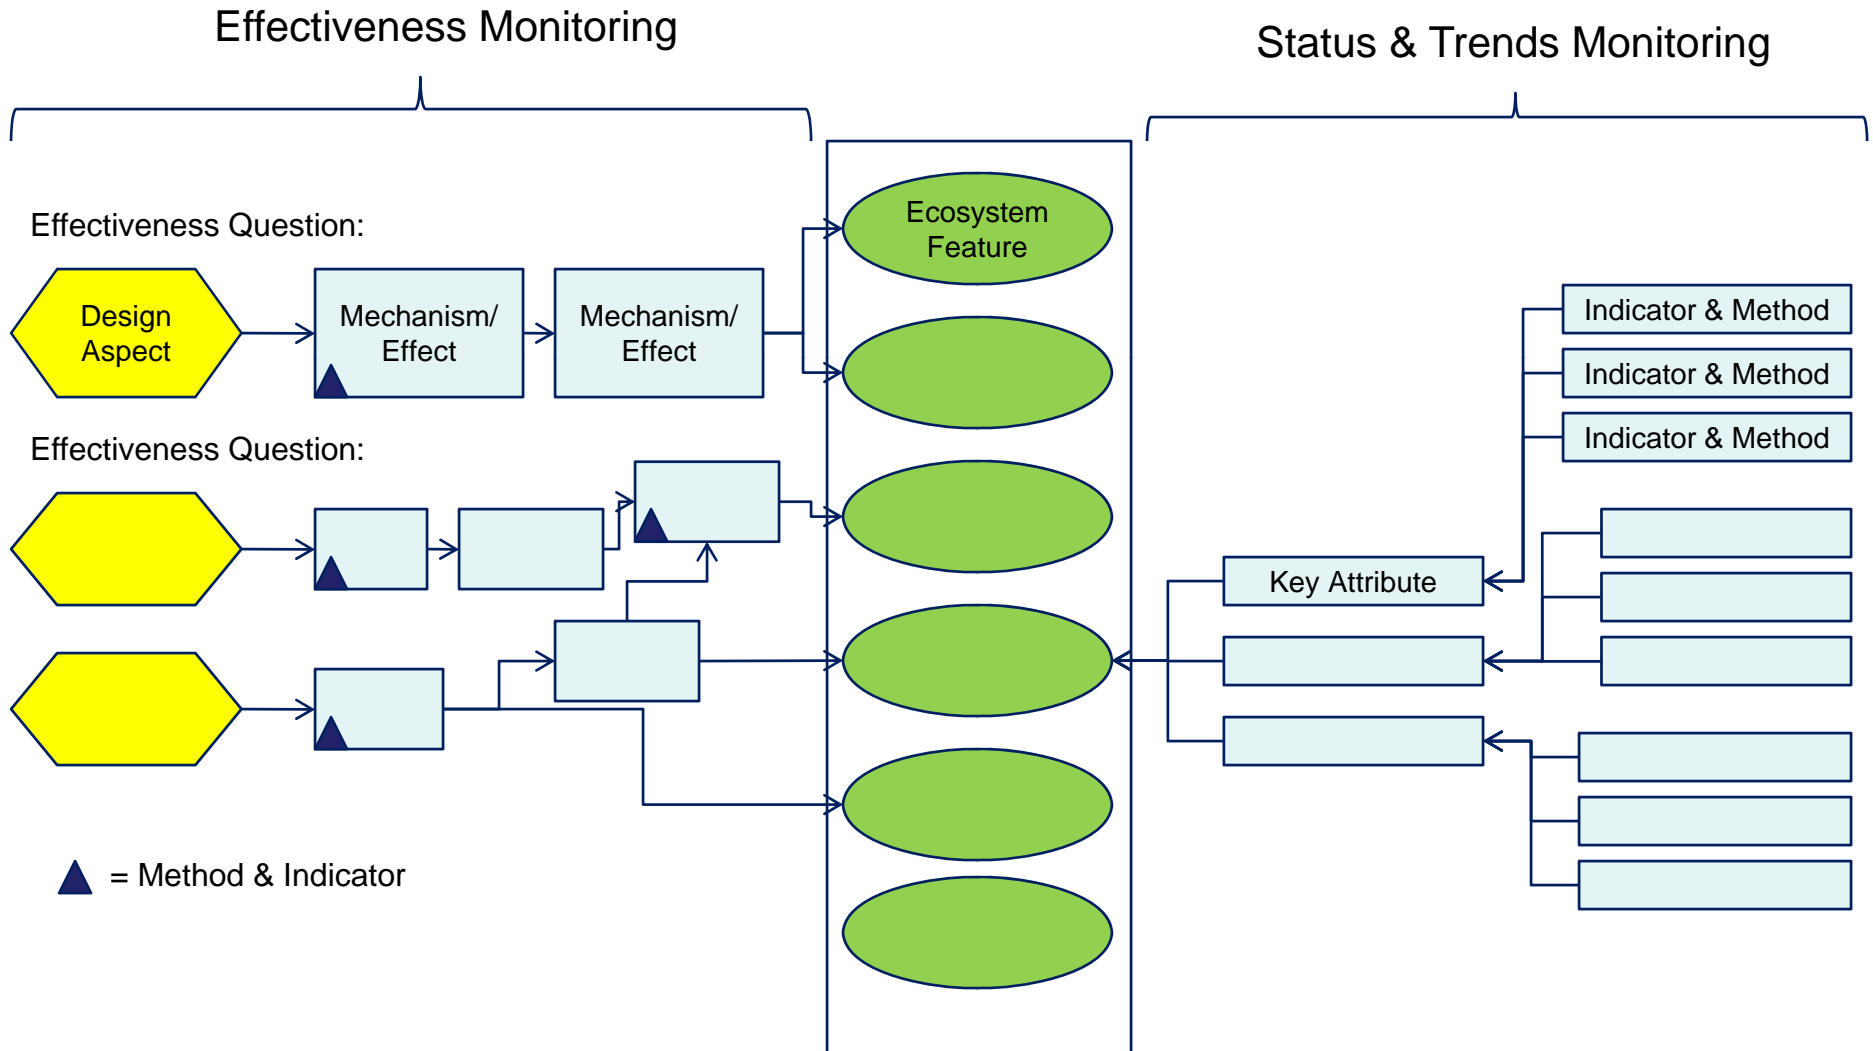 Effectiveness Monitoring
Status & Trends Monitoring
Effectiveness Question:
Design
Aspect
Mechanism/
Effect
Mechanism/
Effect
Ecosystem
Feature
Indicator & Method
Indicator & Method
Indicator & Method
Effectiveness Question:
Key Attribute
= Method & Indicator